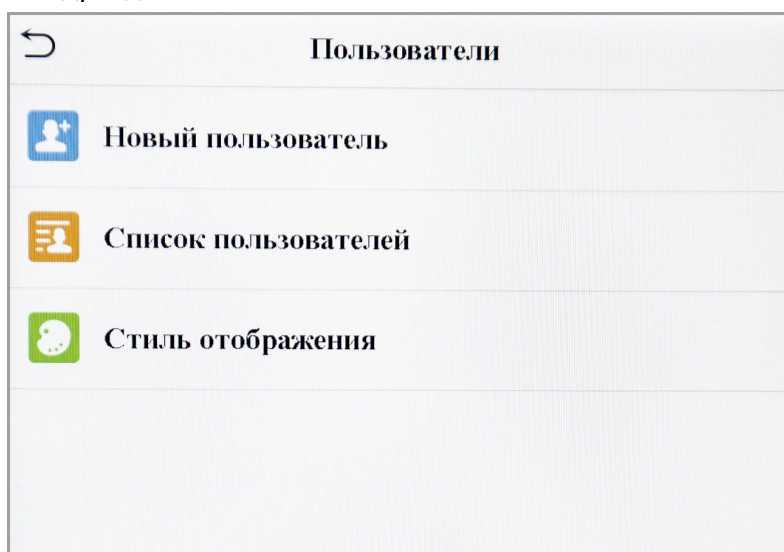 Пользователи
Новый пользователь
Список пользователей
Стиль отображения